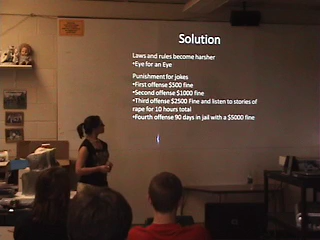 Solution
Laws and rules become harsher
•Eye for an Eye
Punishment for jokes
•First offense $500 fine
•Second offense $1000 fine
•Third offense $2500 Fine and listen to stories of
rape for 10 hours total
•Fourth offense 90 days in jail with a $5000 fine